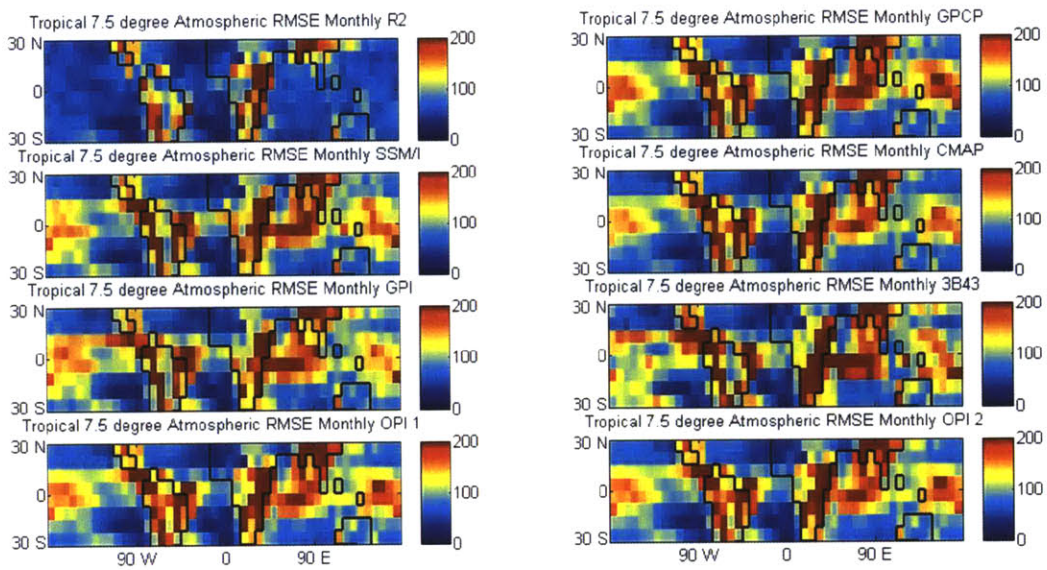 Tropical 7.5 degree Atmospheric RMSE Monthly R2
30 N
0
30 S
200
100
0
Tropical 7.5 degree Atmospheric RMSE Monthly SSM/I
30 N
0
30 S
200
100
0
Tropical 7.5 degree Atmospheric RMSE Monthly GPI
30 N
0
30 S
200
100
0
Tropical 7.5 degree Atmospheric RMSE Monthly OPI 1
30 N
0
30 S
200
100
0
90 W 0 90 E
Tropical 7.5 degree Atmospheric RMSE Monthly GPCP
30 N
0
30 S
200
100
0
Tropical 7.5 degree Atmospheric RMSE Monthly CMAP
30 N
0
30 S
200
100
0
Tropical 7.5 degree Atmospheric RMSE Monthly 3B43
30 N
0
30 S
200
100
0
Tropical 7.5 degree Atmospheric RMSE Monthly OPI 2
30 N
0
30 S
200
100
0
90 W 0 90 E